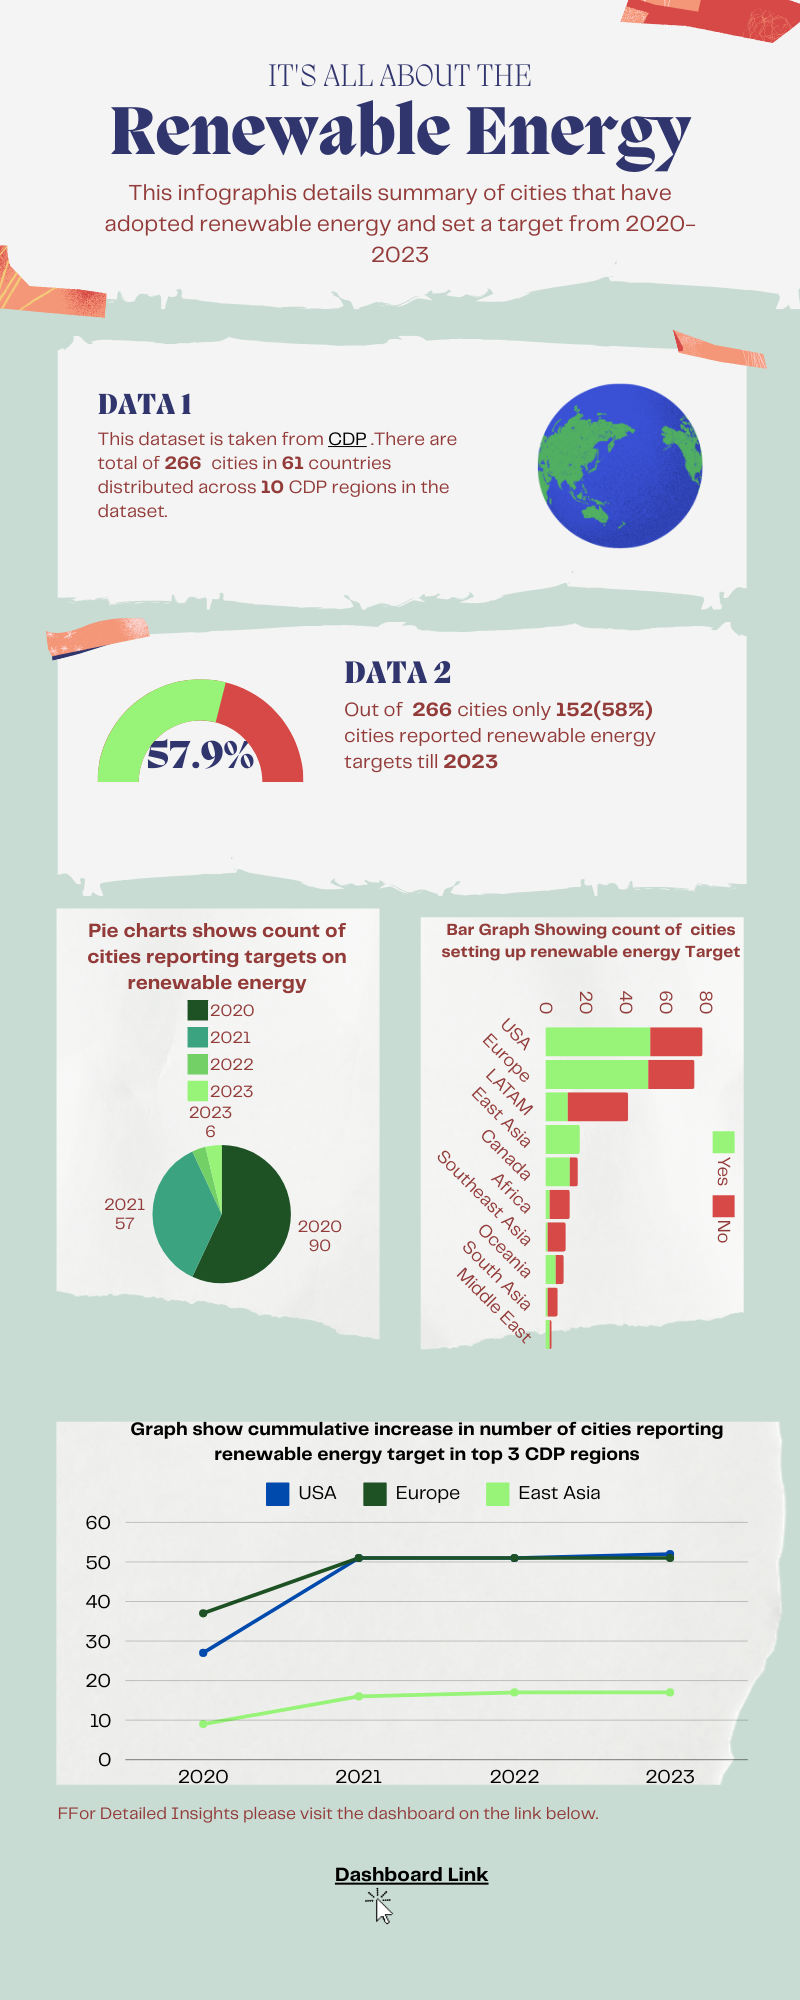 IT'S ALL ABOUT THE
Renewable Energy
This infographis details summary of cities that have
adopted renewable energy and set a target from 2020-
2023
DATA 1
This dataset is taken from CDP .There are
total of 266 cities in 61 countries
distributed across 10 CDP regions in the
dataset.
57.9%
DATA 2
Out of 266 cities only 152(58%)
cities reported renewable energy
targets till 2023
Pie charts shows count of
cities reporting targets on
renewable energy
2020
2021
2022
2023
2023
6
2021
57
2020
90
Bar Graph Showing count of cities
setting up renewable energy Target
0
20
40
60
80
USA
Europe
LATAM
East Asia
Canada
Africa
Southeast Asia
Oceania
South Asia
Middle East
Yes
No
Graph show cummulative increase in number of cities reporting
renewable energy target in top 3 CDP regions
USA Europe East Asia
60
50
40
30
20
10
0
2020 2021 2022 2023
FFor Detailed Insights please visit the dashboard on the link below.
Dashboard Link